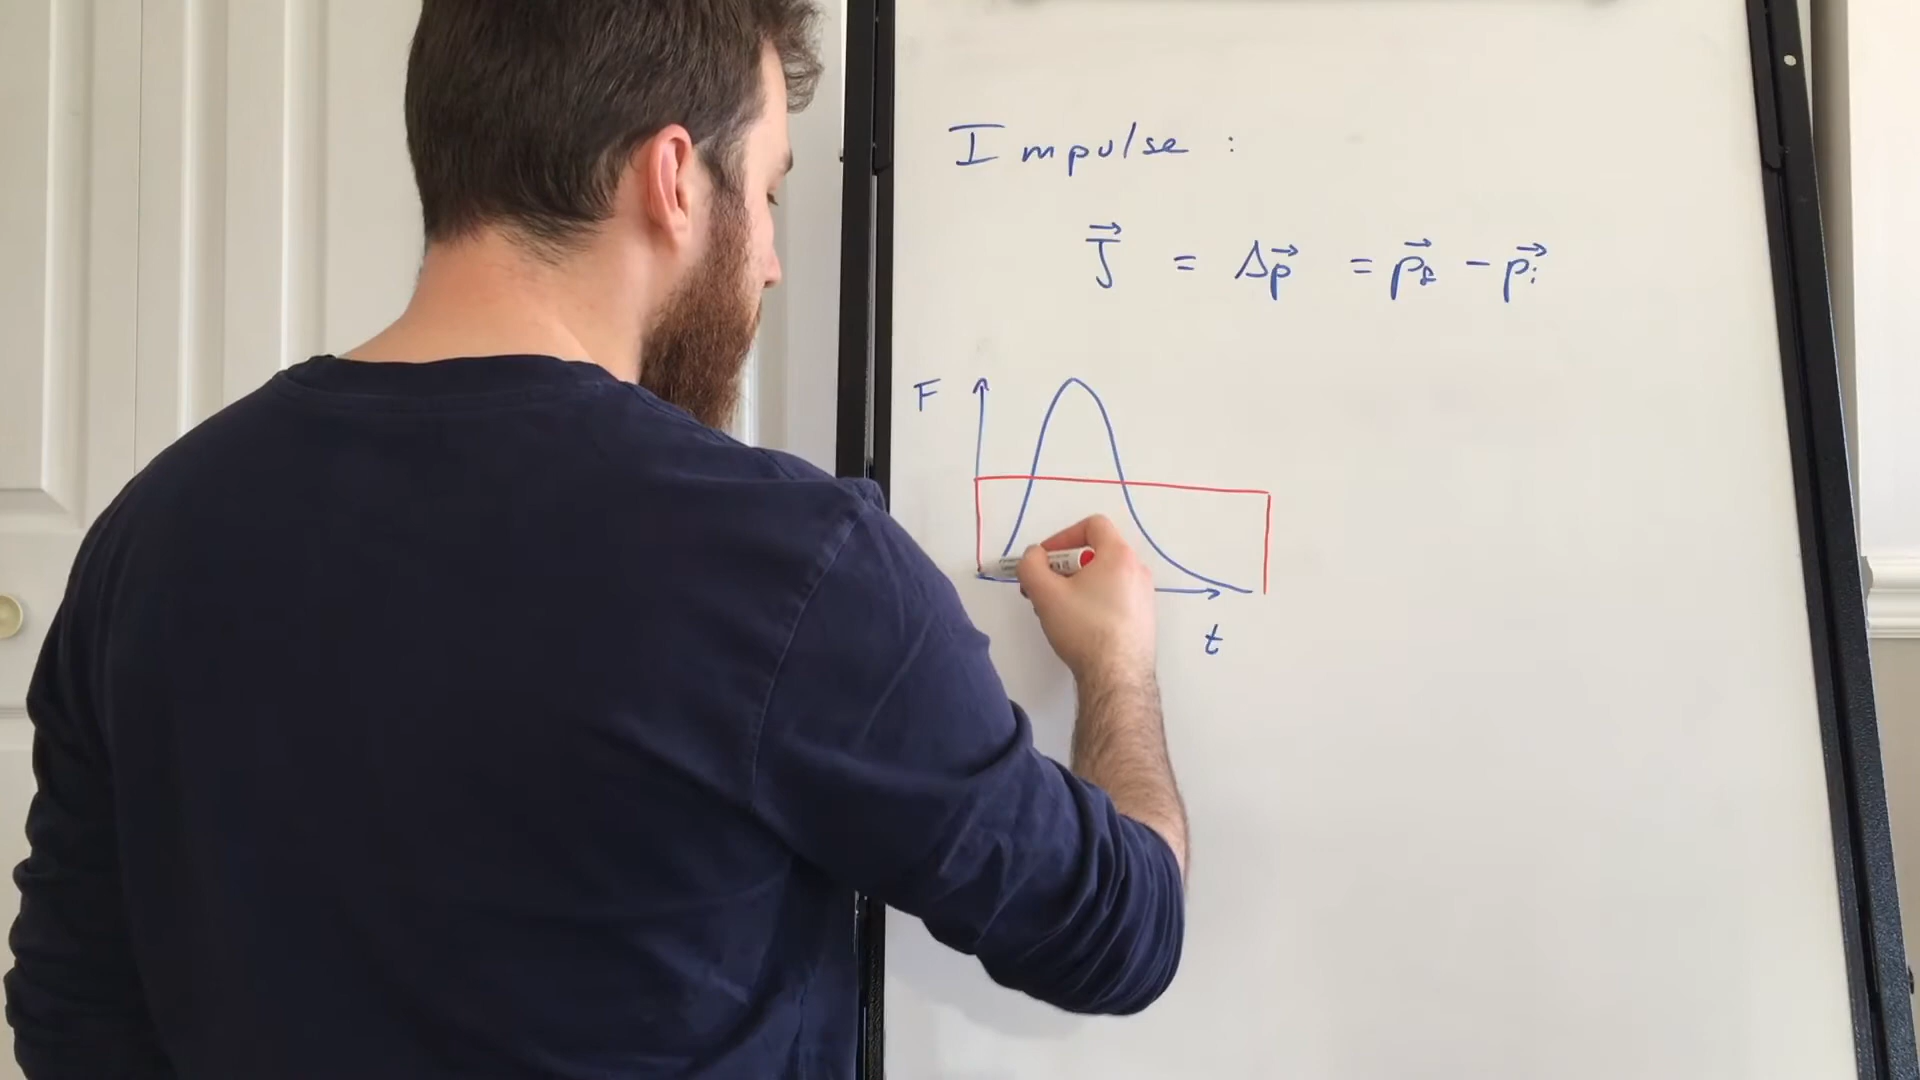 Impulse :
J⃗ = Δp⃗ = p⃗f - p⃗i
F
t